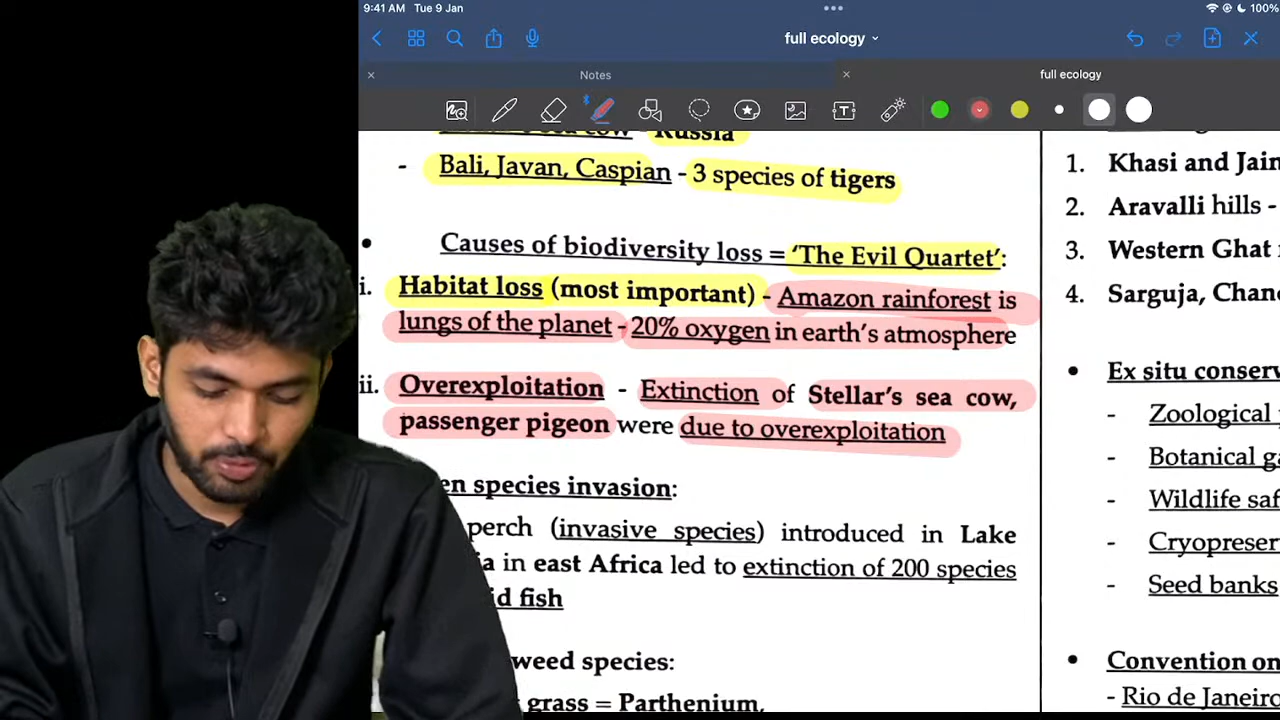 9:41 AM Tue 9 Jan
100%
full ecology
Notes
full ecology
Russia
- Bali, Javan, Caspian - 3 species of tigers
• Causes of biodiversity loss = 'The Evil Quartet':
i. Habitat loss (most important) - Amazon rainforest is
lungs of the planet - 20% oxygen in earth's atmosphere
ii. Overexploitation - Extinction of Stellar's sea cow,
passenger pigeon were due to overexploitation
species invasion:
perch (invasive species) introduced in Lake
in east Africa led to extinction of 200 species
fish
weed species:
grass = Parthenium,
1. Khasi and Jain
2. Aravalli hills -
3. Western Ghat
4. Sarguja, Chan
• Ex situ conser
- Zoological
- Botanical ga
- Wildlife saf
- Cryopreser
- Seed banks
• Convention on
- Rio de Janeiro